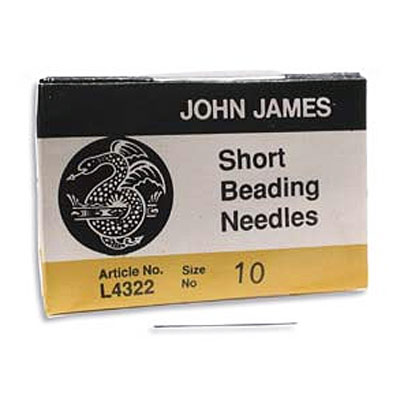 JOHN JAMES
Short
Beading
Needles
Article No. Size 10
L4322 No